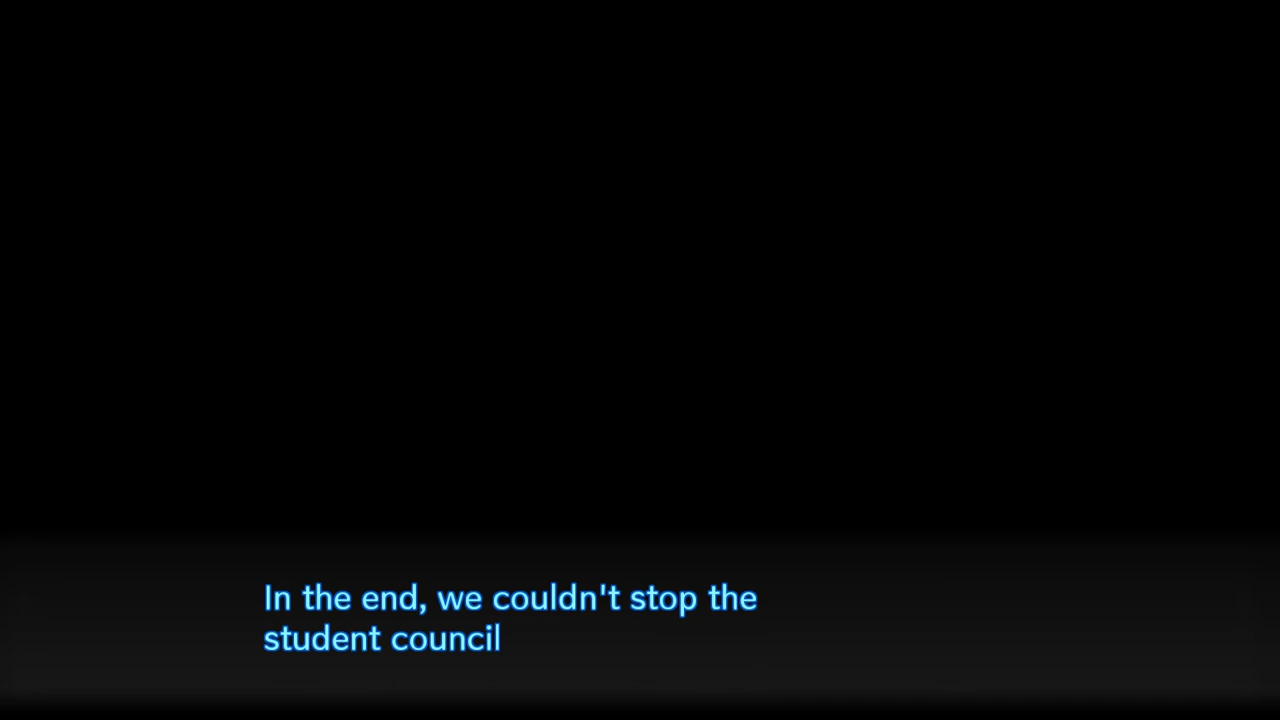 In the end, we couldn't stop the
student council